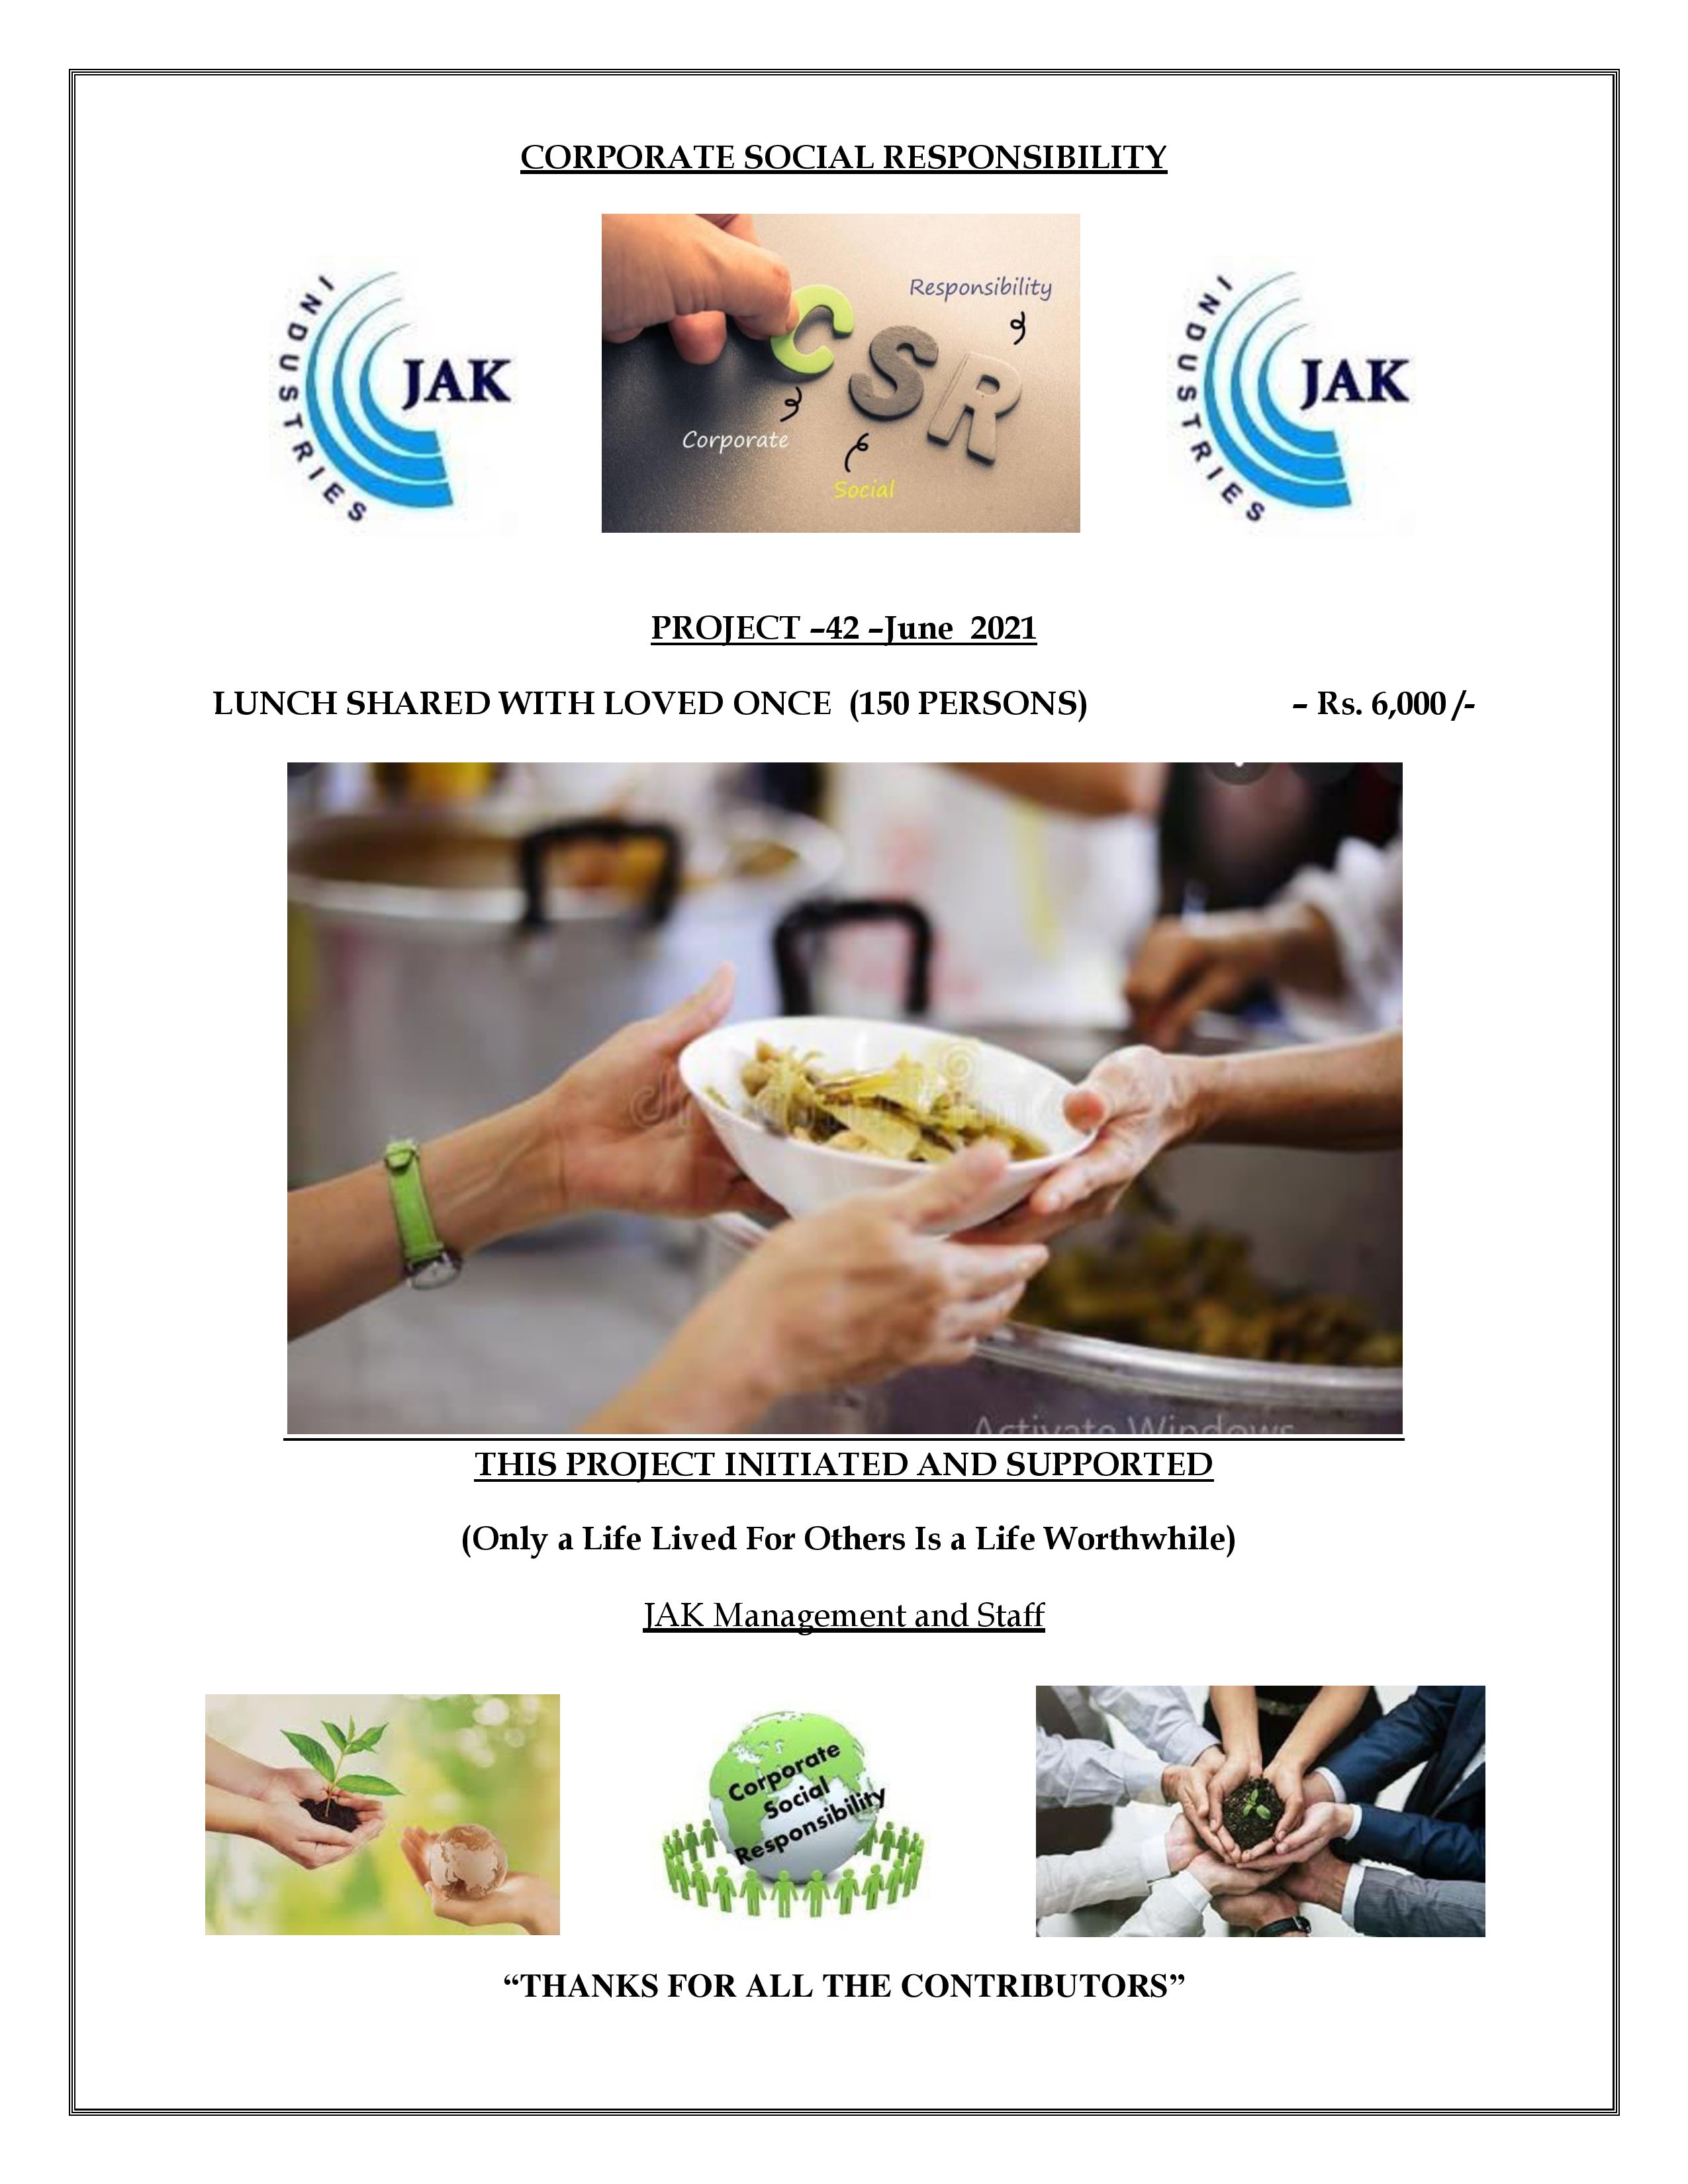 CORPORATE SOCIAL RESPONSIBILITY
INDUSTRIES
JAK
Responsibility
CSR
Corporate
Social
INDUSTRIES
JAK
PROJECT –42 –June 2021
LUNCH SHARED WITH LOVED ONCE (150 PERSONS) – Rs. 6,000 /-
dreamstime
Activate Windows
THIS PROJECT INITIATED AND SUPPORTED
(Only a Life Lived For Others Is a Life Worthwhile)
JAK Management and Staff
Corporate
Social
Responsibility
“THANKS FOR ALL THE CONTRIBUTORS”